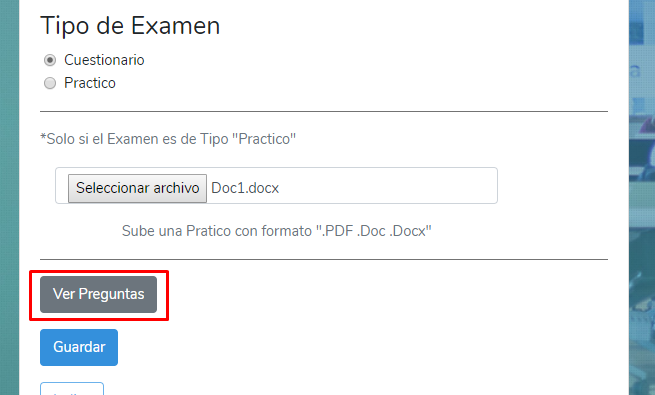 Tipo de Examen
Cuestionario
Practico
*Solo si el Examen es de Tipo "Practico"
Seleccionar archivo Doc1.docx
Sube una Pratico con formato ".PDF .Doc .Docx"
Ver Preguntas
Guardar